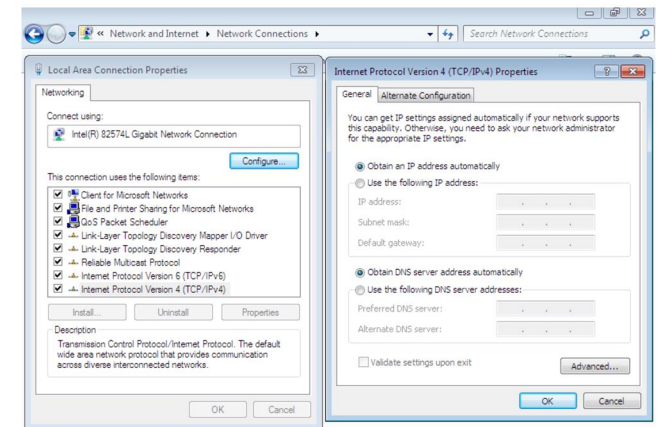 « Network and Internet ▸ Network Connections ▸
Search Network Connections
Local Area Connection Properties
Networking
Connect using:
Intel(R) 82574L Gigabit Network Connection
Configure...
This connection uses the following items:
Client for Microsoft Networks
File and Printer Sharing for Microsoft Networks
QoS Packet Scheduler
Link-Layer Topology Discovery Mapper I/O Driver
Link-Layer Topology Discovery Responder
Reliable Multicast Protocol
Internet Protocol Version 6 (TCP/IPv6)
Internet Protocol Version 4 (TCP/IPv4)
Install...
Uninstall
Properties
Description
Transmission Control Protocol/Internet Protocol. The default
wide area network protocol that provides communication
across diverse interconnected networks.
OK
Cancel
Internet Protocol Version 4 (TCP/IPv4) Properties
General
Alternate Configuration
You can get IP settings assigned automatically if your network supports
this capability. Otherwise, you need to ask your network administrator
for the appropriate IP settings.
Obtain an IP address automatically
Use the following IP address:
IP address:
Subnet mask:
Default gateway:
Obtain DNS server address automatically
Use the following DNS server addresses:
Preferred DNS server:
Alternate DNS server:
Validate settings upon exit
Advanced...
OK
Cancel